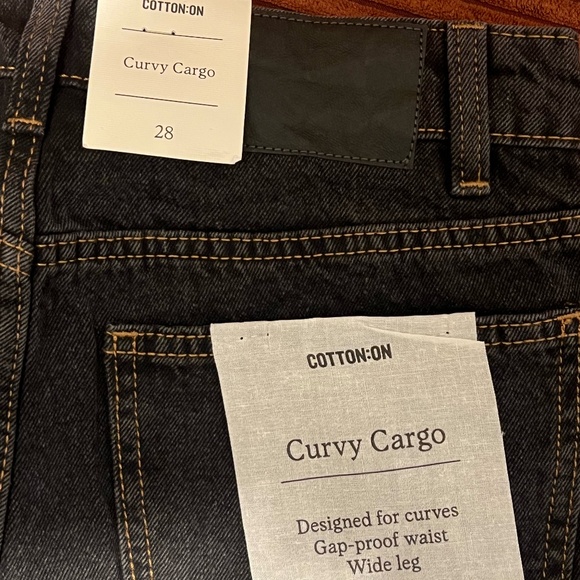 COTTON:ON
Curvy Cargo
28
COTTON:ON
Curvy Cargo
Designed for curves
Gap-proof waist
Wide leg